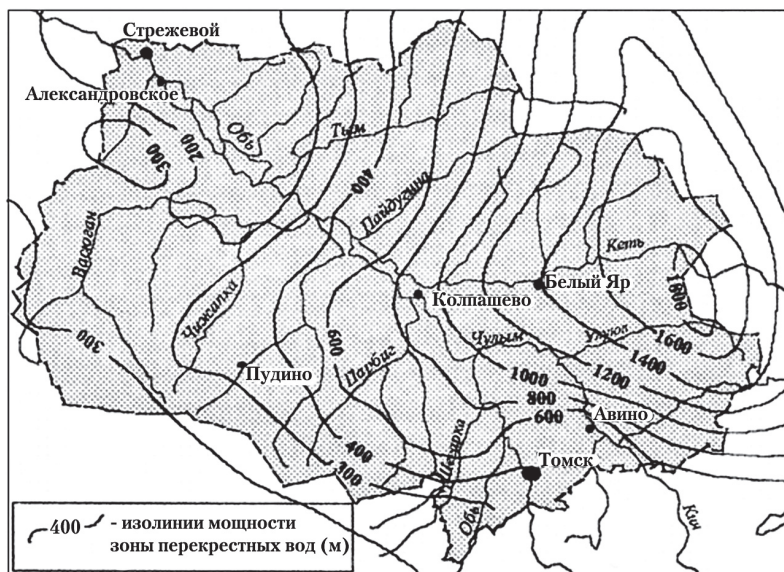 Стрежевой
Александровское
Обь
Тым
200
300
400
Пайдугина
Васюган
Кеть
Белый Яр
1800
Колпашево
Чижапка
600
Чулым
Улуюл
1600
1400
300
Парбиг
1000
1200
Пудино
800
600
Авино
Шегарка
400
Томск
300
Обь
Кия
400 - изолинии мощности
зоны перекрестных вод (м)